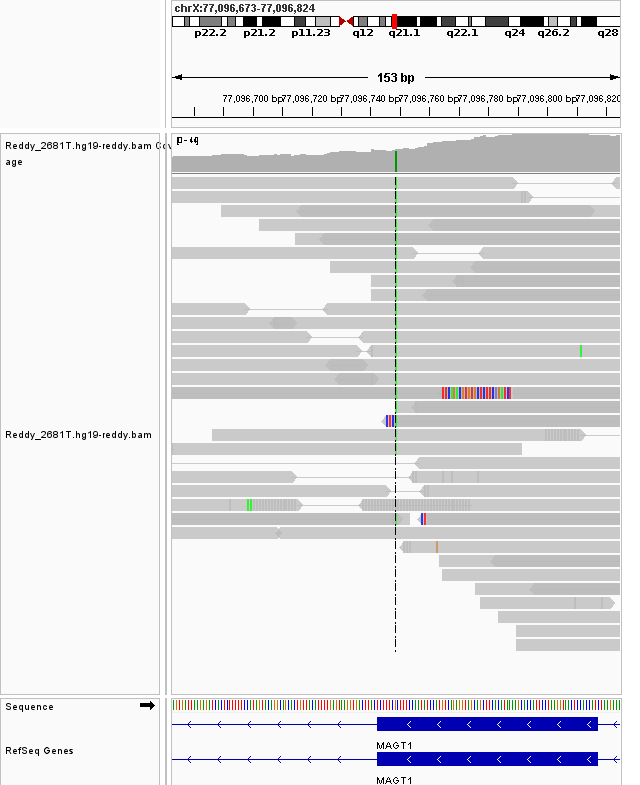 chrX:77,096,673-77,096,824
p22.2 p21.2 p11.23 q12 q21.1 q22.1 q24 q26.2 q28
153 bp
77,096,700 bp 77,096,720 bp 77,096,740 bp 77,096,760 bp 77,096,780 bp 77,096,800 bp 77,096,820
Reddy_2681T.hg19-reddy.bam Cov
age
Reddy_2681T.hg19-reddy.bam
Sequence
MAGT1
RefSeq Genes
MAGT1